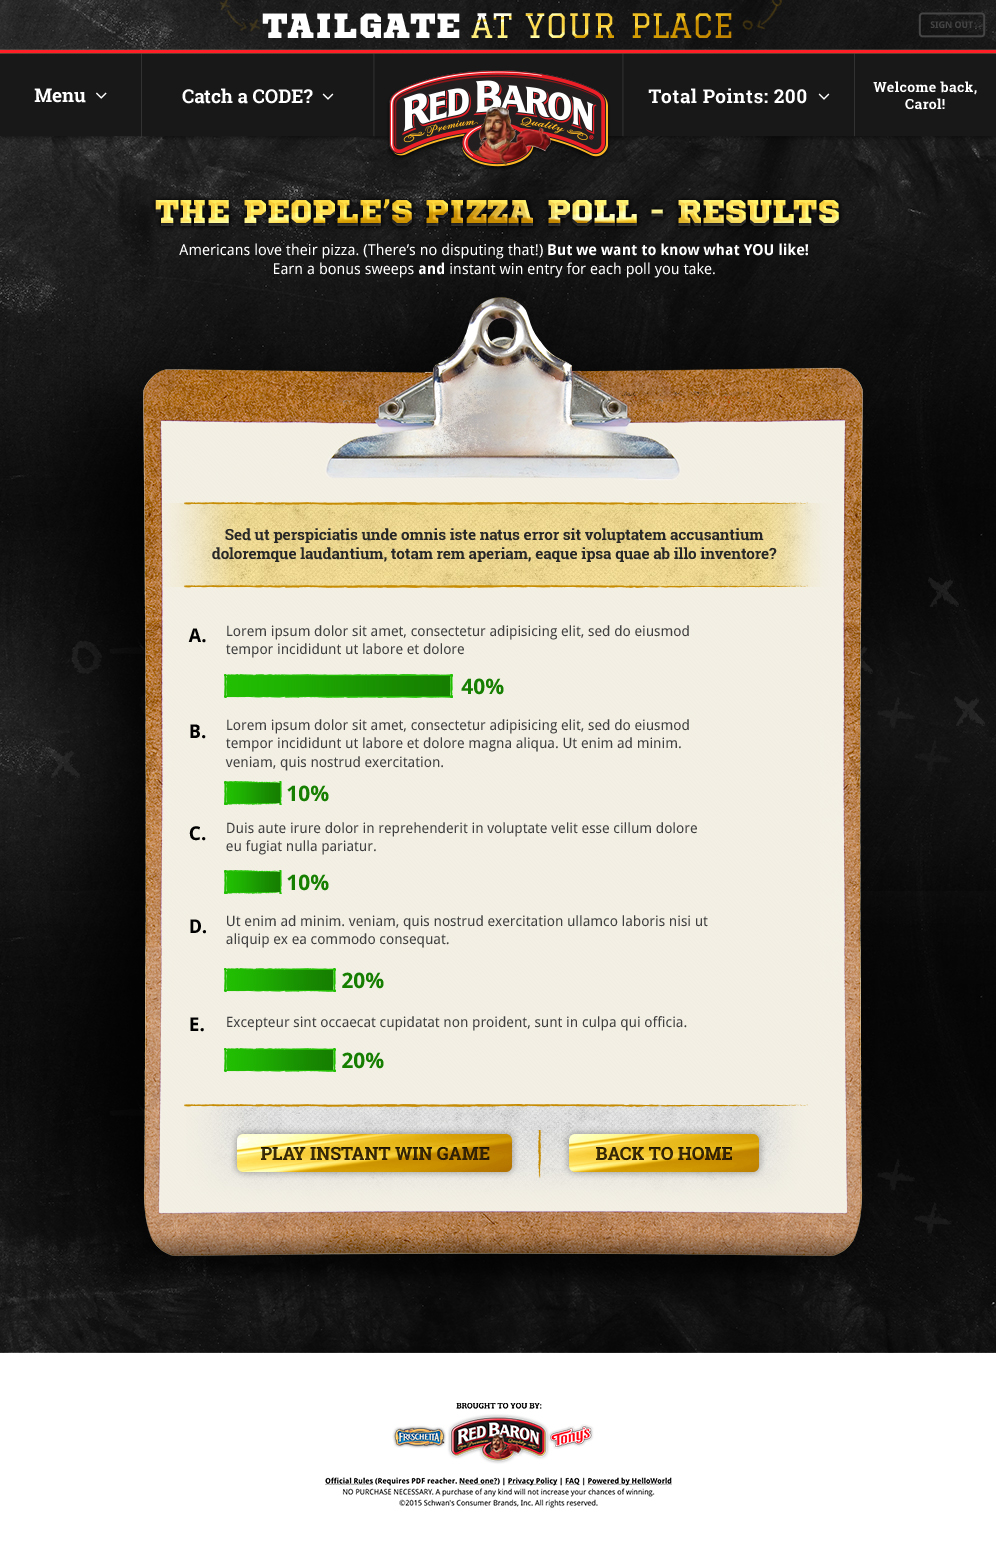 TAILGATE AT YOUR PLACE
SIGN OUT
Menu
Catch a CODE?
RED BARON
Premium Quality
Total Points: 200
Welcome back,
Carol!
THE PEOPLE'S PIZZA POLL - RESULTS
Americans love their pizza. (There's no disputing that!) But we want to know what YOU like!
Earn a bonus sweeps and instant win entry for each poll you take.
Sed ut perspiciatis unde omnis iste natus error sit voluptatem accusantium
doloremque laudantium, totam rem aperiam, eaque ipsa quae ab illo inventore?
A. Lorem ipsum dolor sit amet, consectetur adipisicing elit, sed do eiusmod
tempor incididunt ut labore et dolore
40%
B. Lorem ipsum dolor sit amet, consectetur adipisicing elit, sed do eiusmod
tempor incididunt ut labore et dolore magna aliqua. Ut enim ad minim.
veniam, quis nostrud exercitation.
10%
C. Duis aute irure dolor in reprehenderit in voluptate velit esse cillum dolore
eu fugiat nulla pariatur.
10%
D. Ut enim ad minim. veniam, quis nostrud exercitation ullamco laboris nisi ut
aliquip ex ea commodo consequat.
20%
E. Excepteur sint occaecat cupidatat non proident, sunt in culpa qui officia.
20%
PLAY INSTANT WIN GAME
BACK TO HOME
BROUGHT TO YOU BY:
FRESCHETTA
RED BARON
Premium Quality
Tony's
Official Rules (Requires PDF reacher. Need one?) | Privacy Policy | FAQ | Powered by HelloWorld
NO PURCHASE NECESSARY. A purchase of any kind will not increase your chances of winning.
©2015 Schwan's Consumer Brands, Inc. All rights reserved.